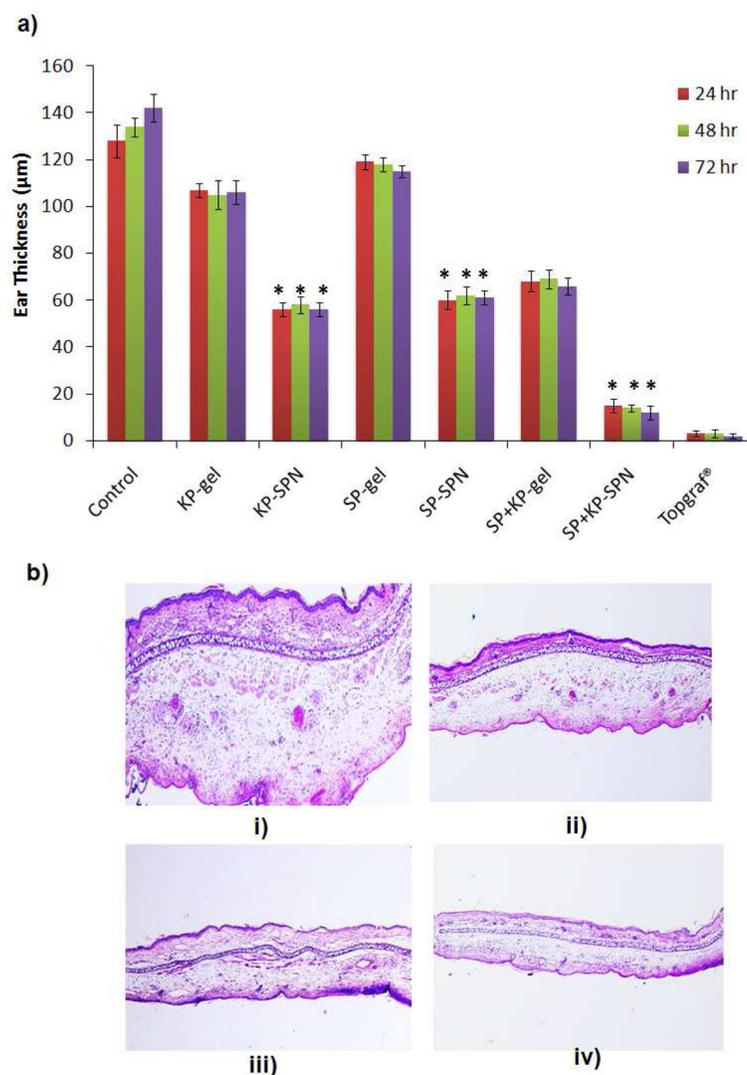 a)
160
140
120
100
80
60
40
20
0
Ear Thickness (µm)
24 hr
48 hr
72 hr
* * *
* * *
* * *
Control
KP-gel
KP-SPN
SP-gel
SP-SPN
SP+KP-gel
SP+KP-SPN
Topgraf®
b)
i)
ii)
iii)
iv)